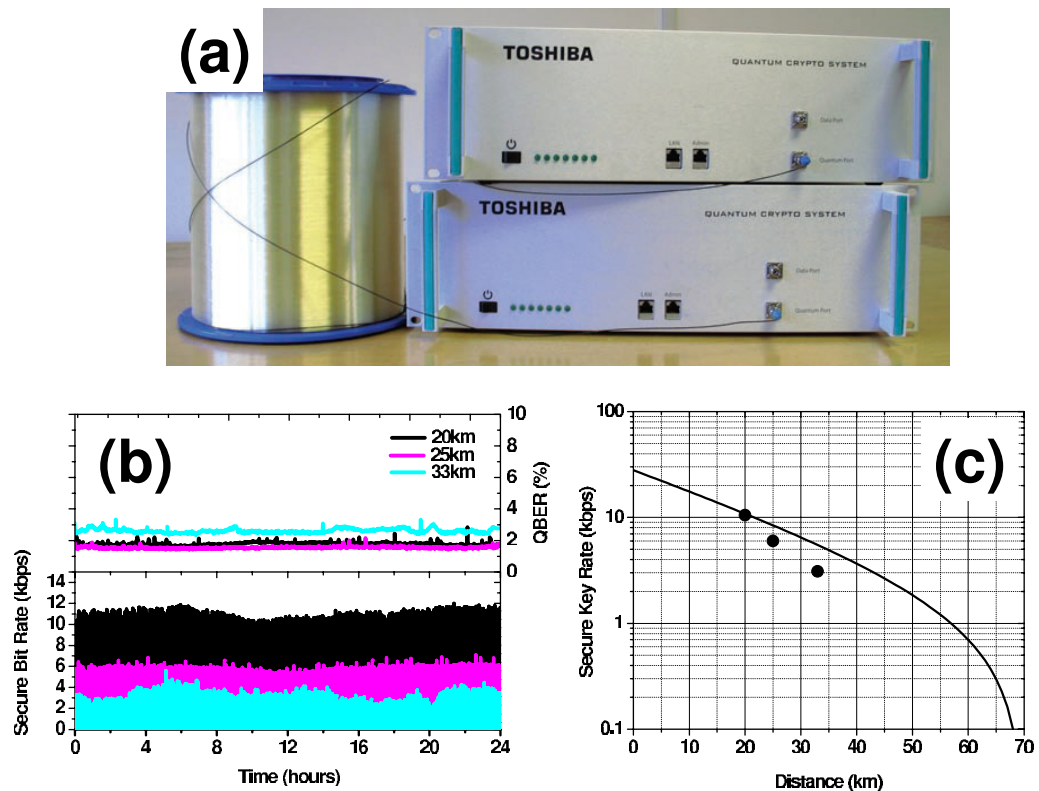 (a)
TOSHIBA
QUANTUM CRYPTO SYSTEM
Data Port
LAN Admin
Quantum Port
TOSHIBA
QUANTUM CRYPTO SYSTEM
Data Port
LAN Admin
Quantum Port
(b)
20km
25km
33km
10
8
6
4
2
0
QBER (%)
Secure Bit Rate (kbps)
14
12
10
8
6
4
2
0
0 4 8 12 16 20 24
Time (hours)
(c)
Secure Key Rate (kbps)
100
10
1
0.1
0 10 20 30 40 50 60 70
Distance (km)